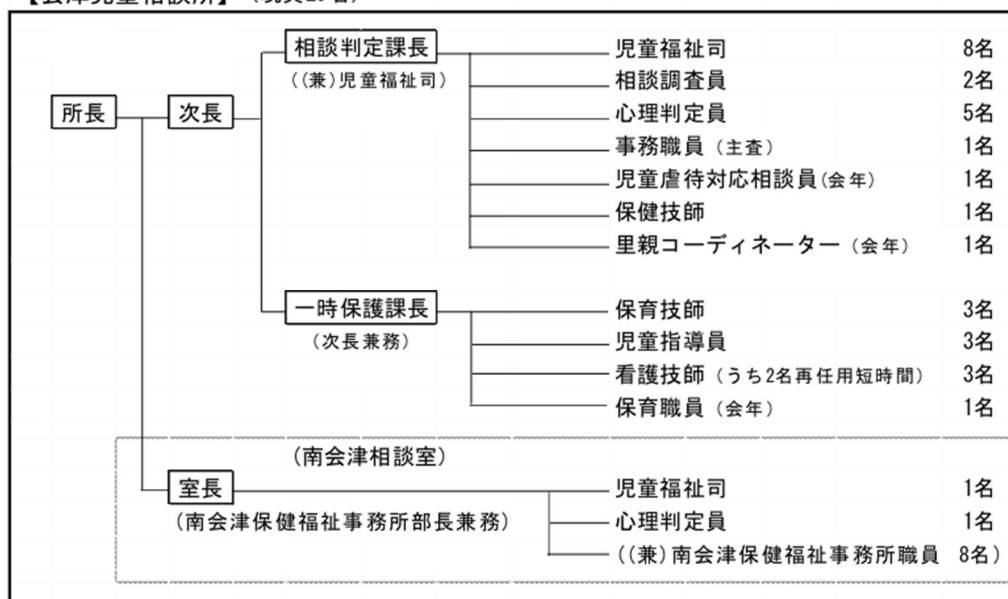 相談判定課長
((兼)児童福祉司)
児童福祉司 8名
相談調査員 2名
所長 次長 心理判定員 5名
事務職員(主査) 1名
児童虐待対応相談員(会年) 1名
保健技師 1名
里親コーディネーター(会年) 1名
一時保護課長
(次長兼務)
保育技師 3名
児童指導員 3名
看護技師(うち2名再任用短時間) 3名
保育職員(会年) 1名
(南会津相談室)
室長
(南会津保健福祉事務所部長兼務)
児童福祉司 1名
心理判定員 1名
((兼)南会津保健福祉事務所職員 8名)